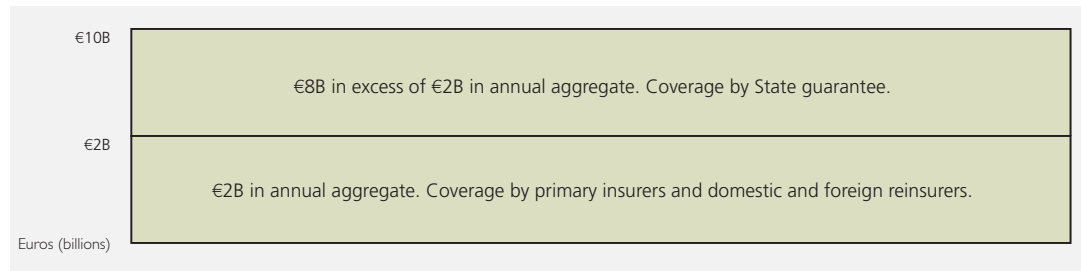 €10B
€8B in excess of €2B in annual aggregate. Coverage by State guarantee.
€2B
€2B in annual aggregate. Coverage by primary insurers and domestic and foreign reinsurers.
Euros (billions)